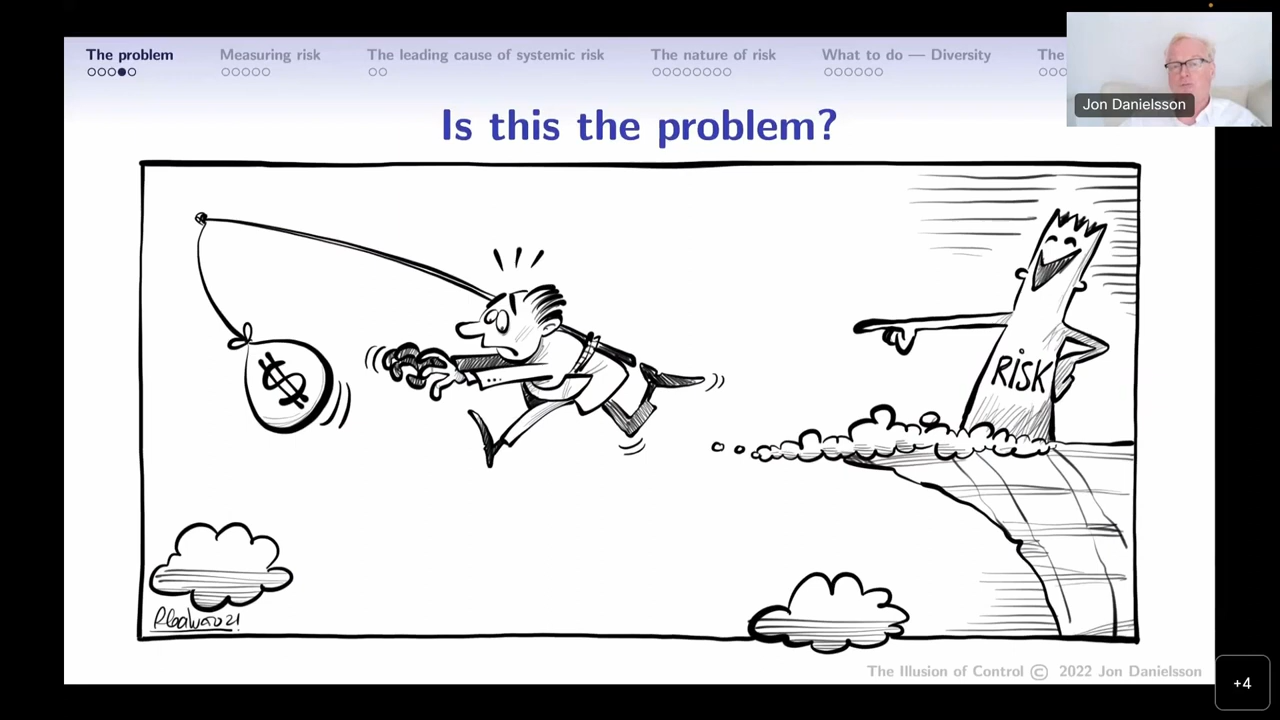 The problem
Measuring risk
The leading cause of systemic risk
The nature of risk
What to do — Diversity
The
Jon Danielsson
Is this the problem?
$
RiSK
The Illusion of Control © 2022 Jon Danielsson
+4